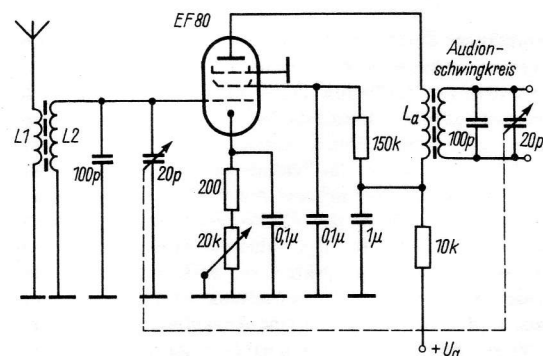 EF80
Audion-
schwingkreis
L1
L2
100p
20p
200
20k
0,1µ
0,1µ
150k
1µ
La
100p
20p
10k
+Ua